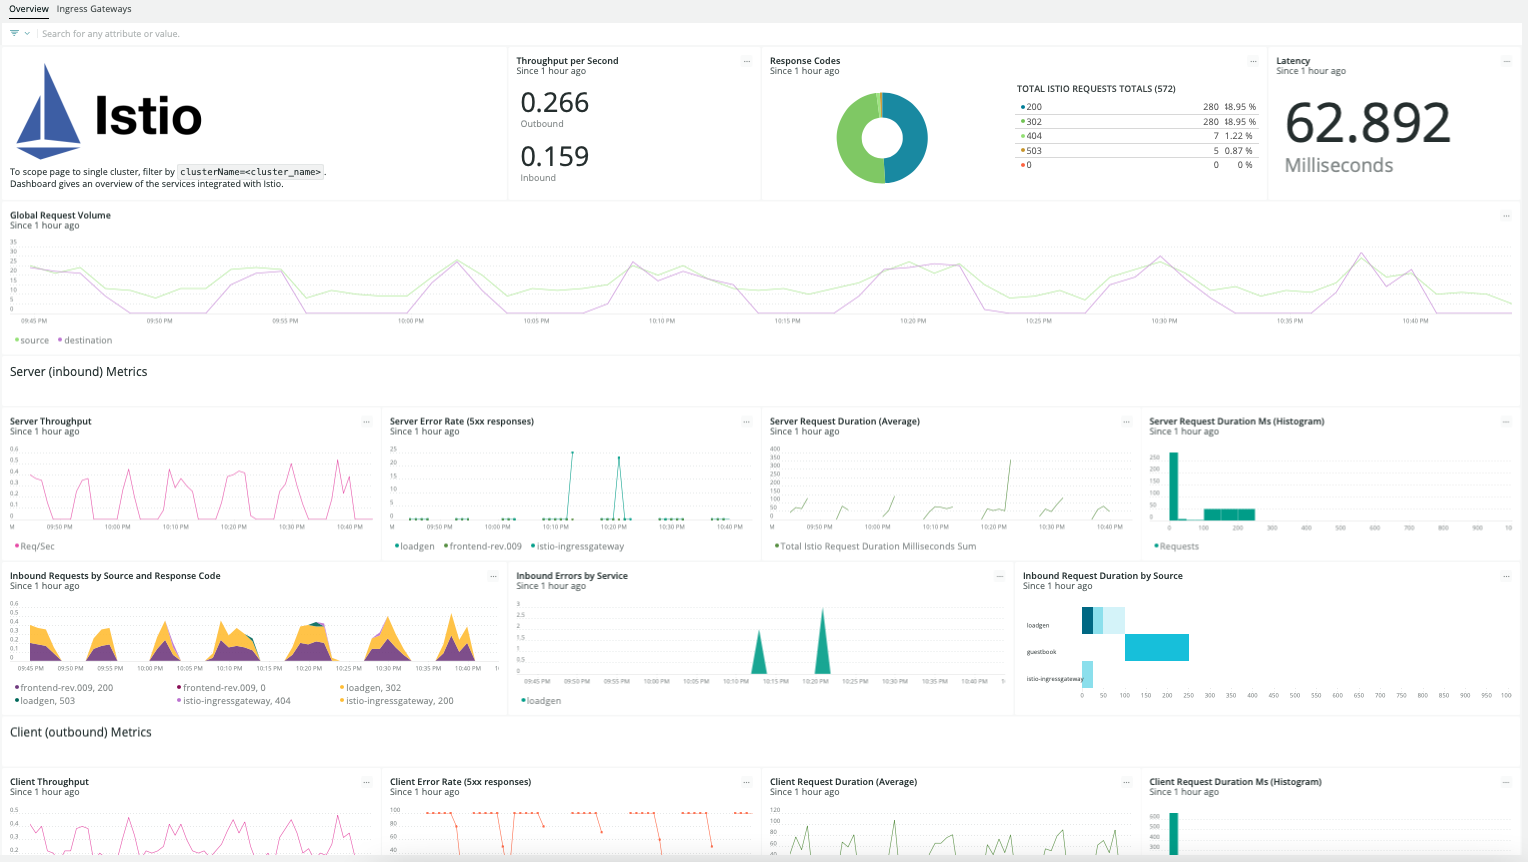 Overview Ingress Gateways
Search for any attribute or value.
Istio
To scope page to single cluster, filter by clusterName=<cluster_name>.
Dashboard gives an overview of the services integrated with Istio.
Throughput per Second
Since 1 hour ago
0.266
Outbound
0.159
Inbound
Response Codes
Since 1 hour ago
TOTAL ISTIO REQUESTS TOTALS (572)
200 280 48.95 %
302 280 48.95 %
404 7 1.22 %
503 5 0.87 %
0 0 0 %
Latency
Since 1 hour ago
62.892
Milliseconds
Global Request Volume
Since 1 hour ago
35
30
25
20
15
10
5
0
09:45 PM 09:50 PM 09:55 PM 10:00 PM 10:05 PM 10:10 PM 10:15 PM 10:20 PM 10:25 PM 10:30 PM 10:35 PM 10:40 PM
source destination
Server (inbound) Metrics
Server Throughput
Since 1 hour ago
0.6
0.5
0.4
0.3
0.2
0.1
0
M 09:50 PM 10:00 PM 10:10 PM 10:20 PM 10:30 PM 10:40 PM
Req/Sec
Server Error Rate (5xx responses)
Since 1 hour ago
25
20
15
10
5
0
M 09:50 PM 10:00 PM 10:10 PM 10:20 PM 10:30 PM 10:40 PM
loadgen frontend-rev.009 istio-ingressgateway
Server Request Duration (Average)
Since 1 hour ago
400
350
300
250
200
150
100
50
0
M 09:50 PM 10:00 PM 10:10 PM 10:20 PM 10:30 PM 10:40 PM
Total Istio Request Duration Milliseconds Sum
Server Request Duration Ms (Histogram)
Since 1 hour ago
250
200
150
100
50
0
0 100 200 300 400 500 600 700 800 900 10
Requests
Inbound Requests by Source and Response Code
Since 1 hour ago
0.6
0.5
0.4
0.3
0.2
0.1
0
09:45 PM 09:50 PM 09:55 PM 10:00 PM 10:05 PM 10:10 PM 10:15 PM 10:20 PM 10:25 PM 10:30 PM 10:35 PM 10:40 PM 1
frontend-rev.009, 200 frontend-rev.009, 0 loadgen, 302
loadgen, 503 istio-ingressgateway, 404 istio-ingressgateway, 200
Inbound Errors by Service
Since 1 hour ago
3
2.5
2
1.5
1
0.5
0
09:45 PM 09:50 PM 09:55 PM 10:00 PM 10:05 PM 10:10 PM 10:15 PM 10:20 PM 10:25 PM 10:30 PM 10:35 PM 10:40 PM
loadgen
Inbound Request Duration by Source
Since 1 hour ago
loadgen
guestbook
istio-ingressgateway
0 50 100 150 200 250 300 350 400 450 500 550 600 650 700 750 800 850 900 950 100
Client (outbound) Metrics
Client Throughput
Since 1 hour ago
0.5
0.4
0.3
0.2
Client Error Rate (5xx responses)
Since 1 hour ago
100
80
60
40
Client Request Duration (Average)
Since 1 hour ago
120
100
80
60
40
Client Request Duration Ms (Histogram)
Since 1 hour ago
600
500
400
300